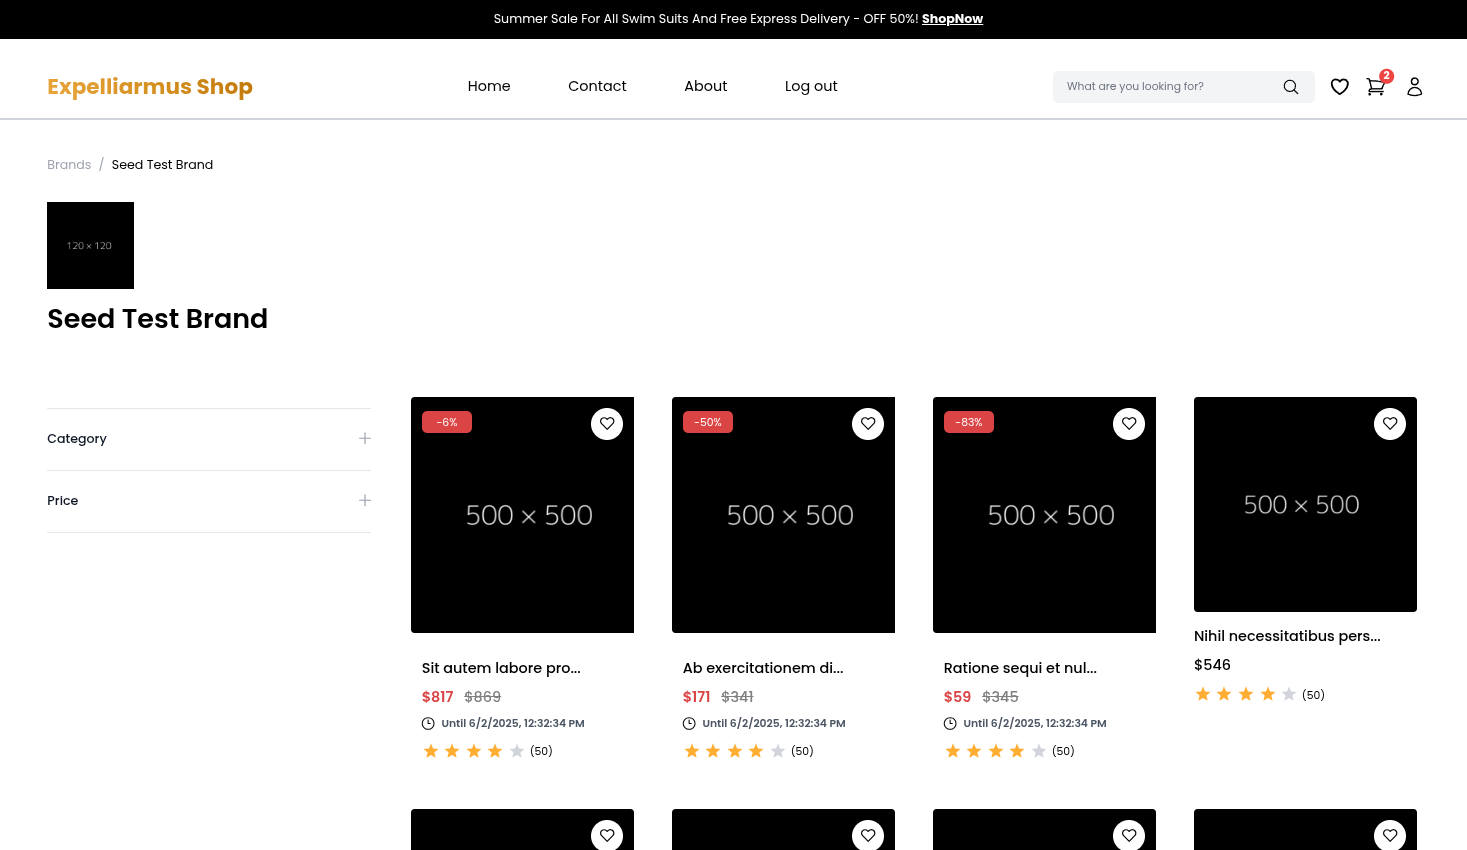 Summer Sale For All Swim Suits And Free Express Delivery - OFF 50%! ShopNow
Expelliarmus Shop
Home
Contact
About
Log out
What are you looking for?
2
Brands / Seed Test Brand
120 × 120
Seed Test Brand
Category
Price
-6%
500 × 500
Sit autem labore pro...
$817 $869
Until 6/2/2025, 12:32:34 PM
(50)
-50%
500 × 500
Ab exercitationem di...
$171 $341
Until 6/2/2025, 12:32:34 PM
(50)
-83%
500 × 500
Ratione sequi et nul...
$59 $345
Until 6/2/2025, 12:32:34 PM
(50)
500 × 500
Nihil necessitatibus pers...
$546
(50)